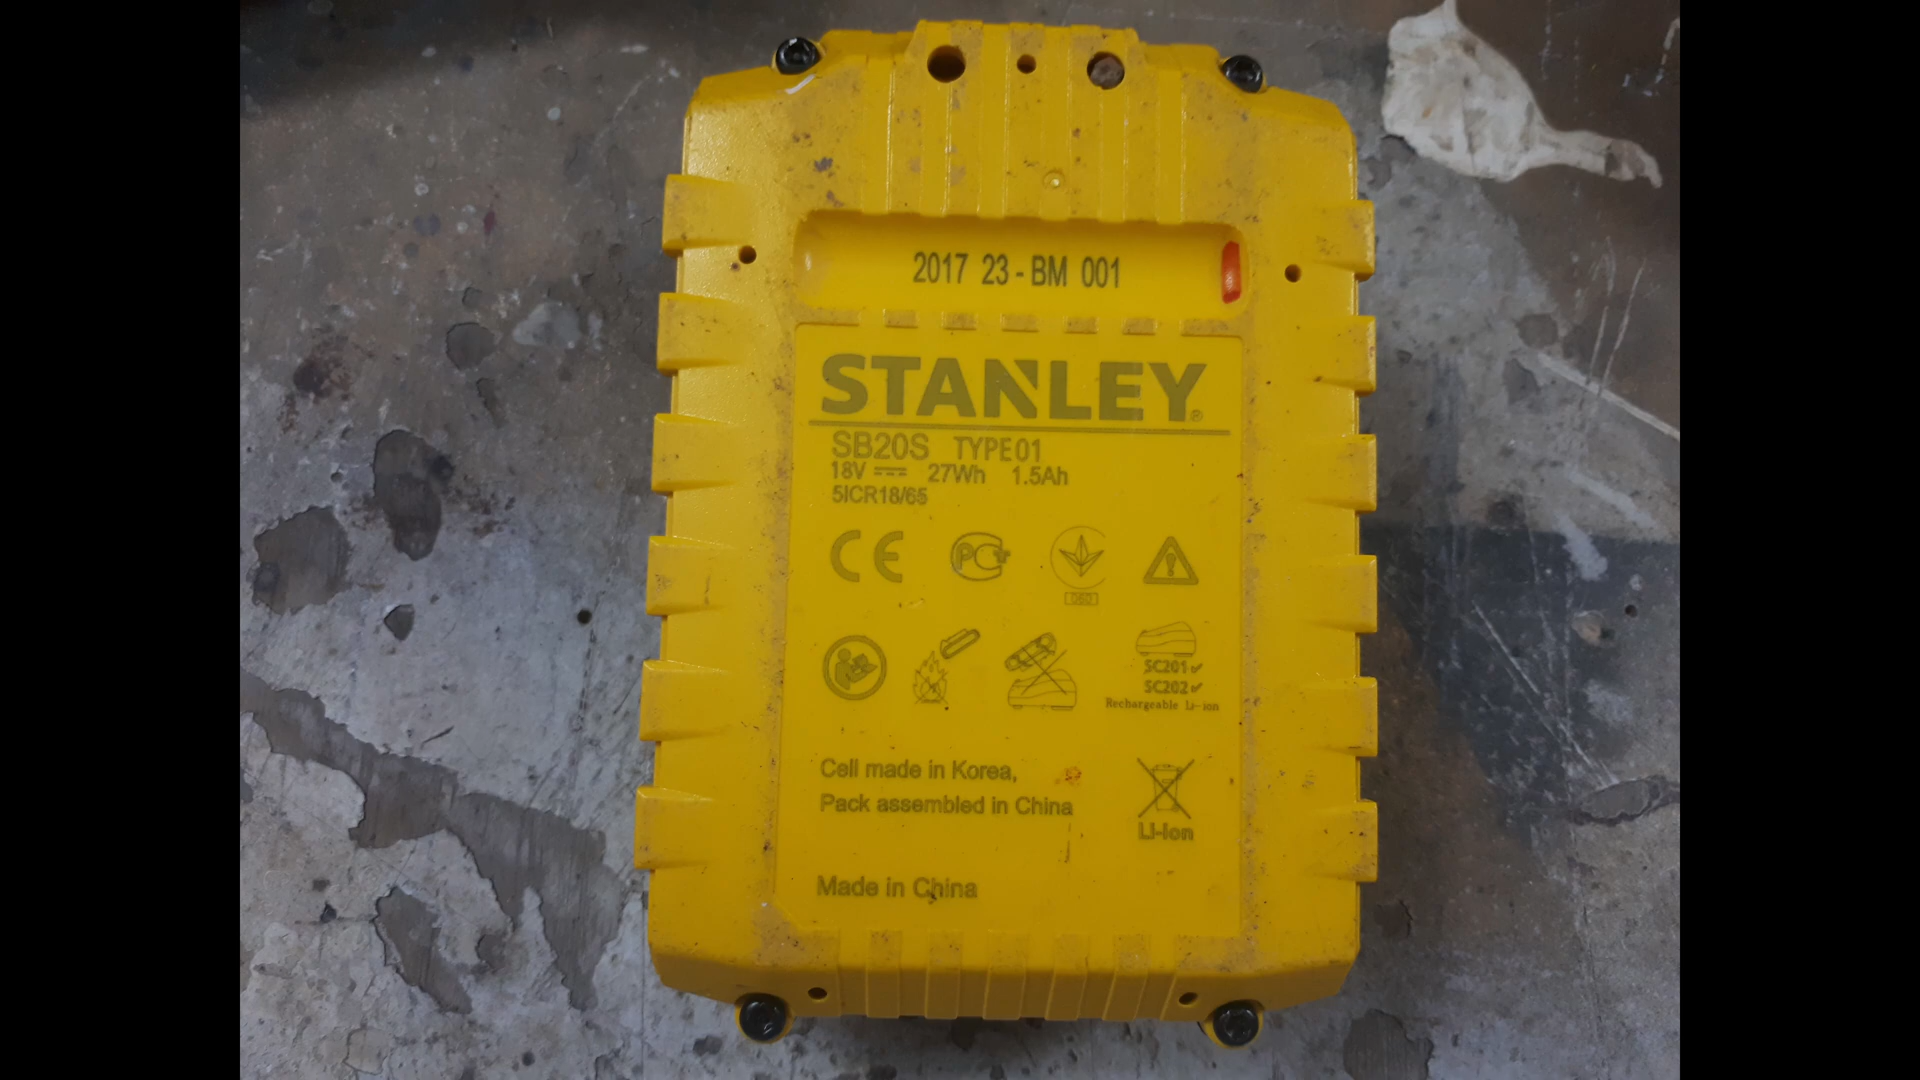 2017 23 - BM 001
STANLEY®
SB20S TYPE01
18V 27Wh 1.5Ah
5ICR18/65
CE
SC201✓
SC202✓
Rechargeable Li-ion
Cell made in Korea,
Pack assembled in China
Li-Ion
Made in China